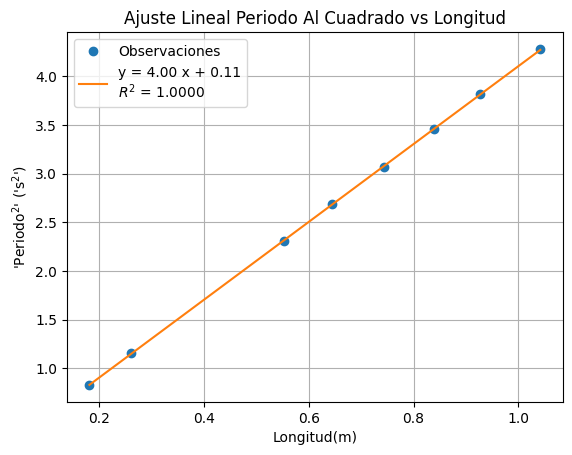 Ajuste Lineal Periodo Al Cuadrado vs Longitud
Observaciones
y = 4.00 x + 0.11
R² = 1.0000
4.0
3.5
3.0
2.5
2.0
1.5
1.0
'Periodo²' ('s²')
0.2 0.4 0.6 0.8 1.0
Longitud(m)